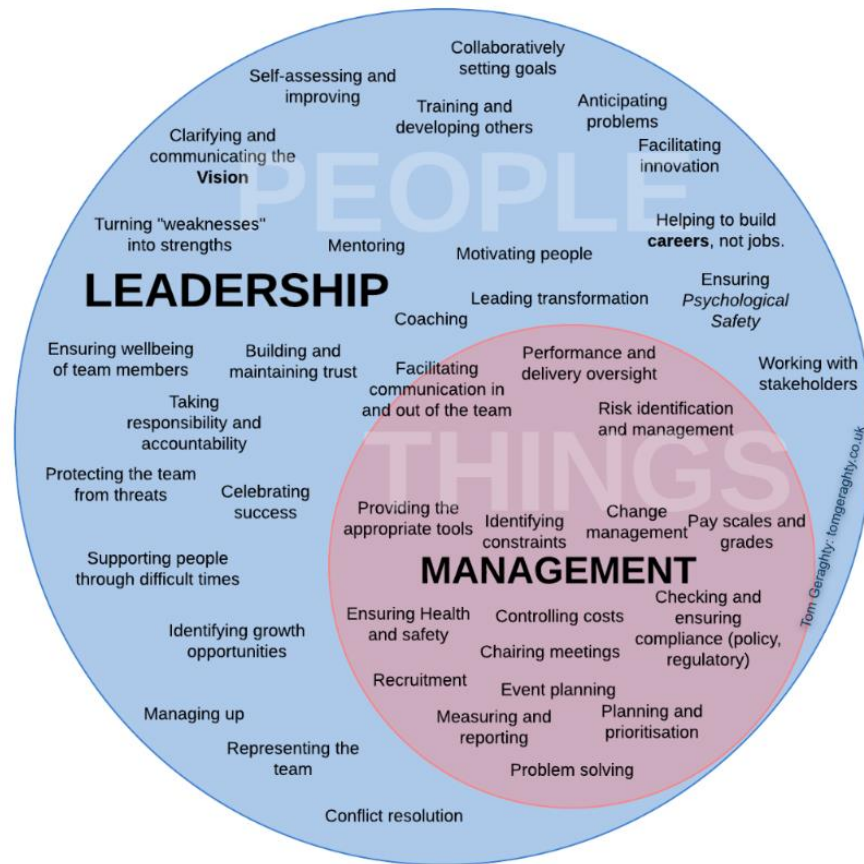 Collaboratively
setting goals
Self-assessing and
improving
Training and
developing others
Anticipating
problems
Clarifying and
communicating the
Vision
Facilitating
innovation
PEOPLE
Turning "weaknesses"
into strengths
Mentoring
Motivating people
Helping to build
careers, not jobs.
LEADERSHIP
Leading transformation
Ensuring
Psychological
Safety
Coaching
Ensuring wellbeing
of team members
Building and
maintaining trust
Facilitating
communication in
and out of the team
Performance and
delivery oversight
Working with
stakeholders
Taking
responsibility and
accountability
Risk identification
and management
THINGS
Protecting the team
from threats
Celebrating
success
Providing the
appropriate tools
Identifying
constraints
Change
management
Pay scales and
grades
Tom Geraghty: tomgeraghty.co.uk
Supporting people
through difficult times
MANAGEMENT
Ensuring Health
and safety
Controlling costs
Checking and
ensuring
compliance (policy,
regulatory)
Identifying growth
opportunities
Chairing meetings
Recruitment
Event planning
Managing up
Measuring and
reporting
Planning and
prioritisation
Representing the
team
Problem solving
Conflict resolution